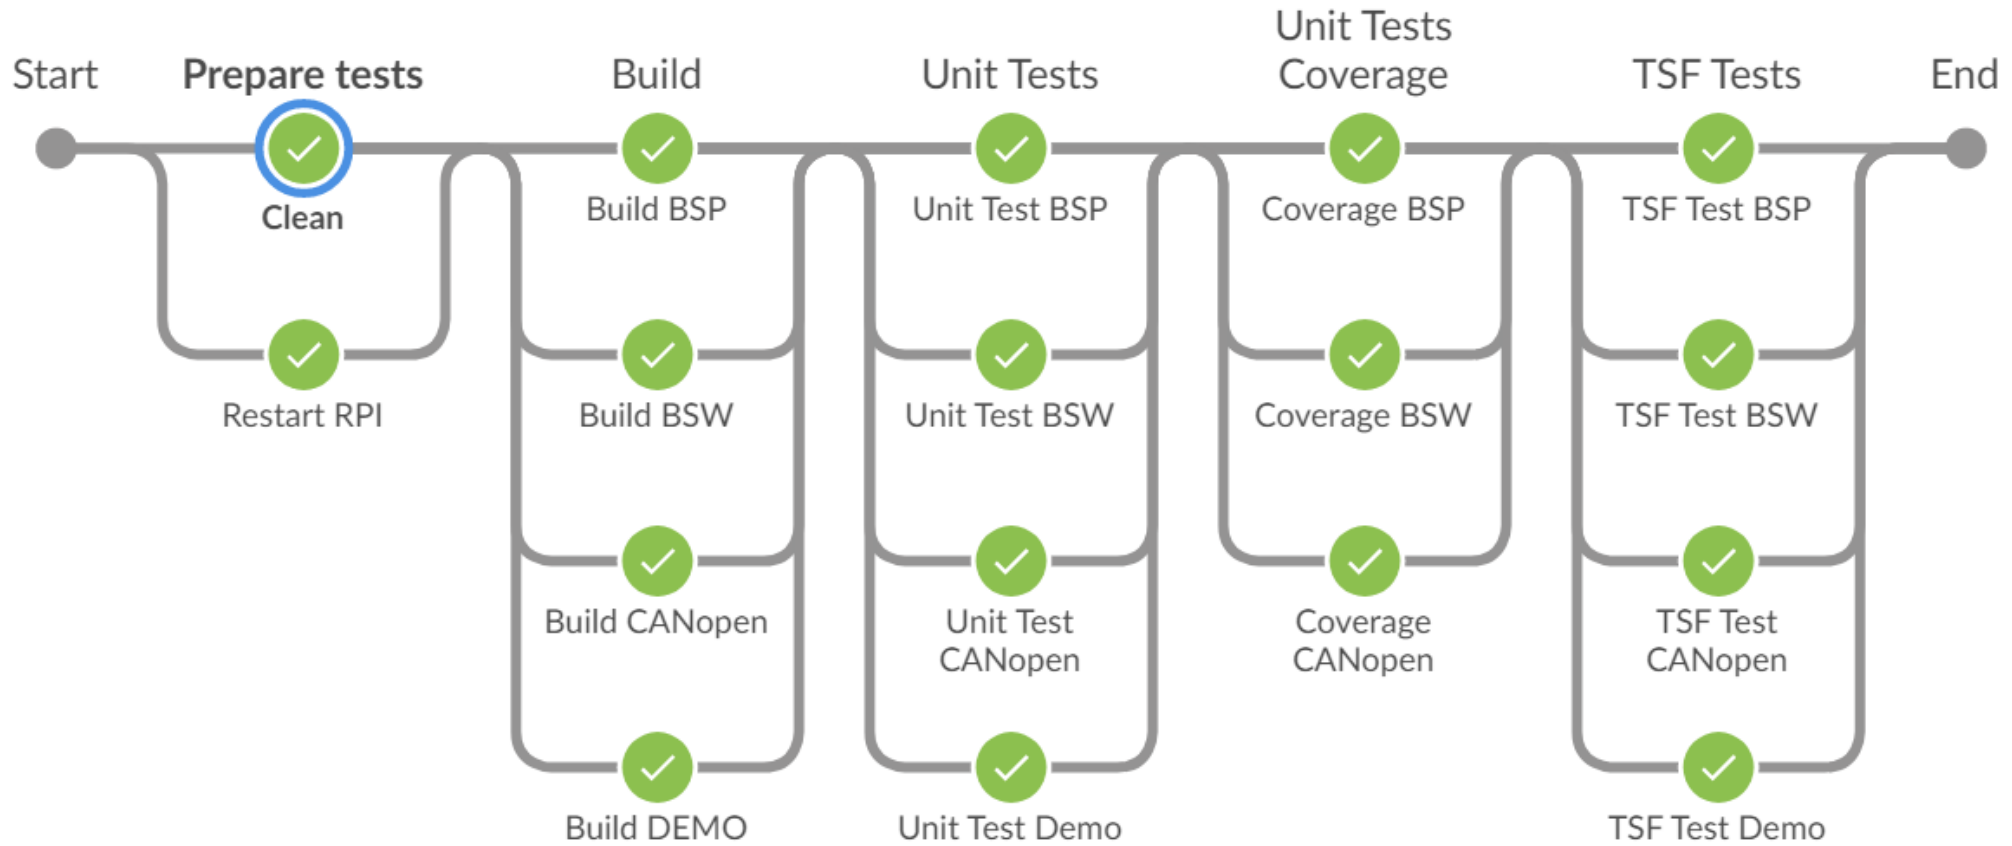 Start
Prepare tests
Build
Unit Tests
Unit Tests
Coverage
TSF Tests
End
Clean
Build BSP
Unit Test BSP
Coverage BSP
TSF Test BSP
Restart RPI
Build BSW
Unit Test BSW
Coverage BSW
TSF Test BSW
Build CANopen
Unit Test
CANopen
Coverage
CANopen
TSF Test
CANopen
Build DEMO
Unit Test Demo
TSF Test Demo